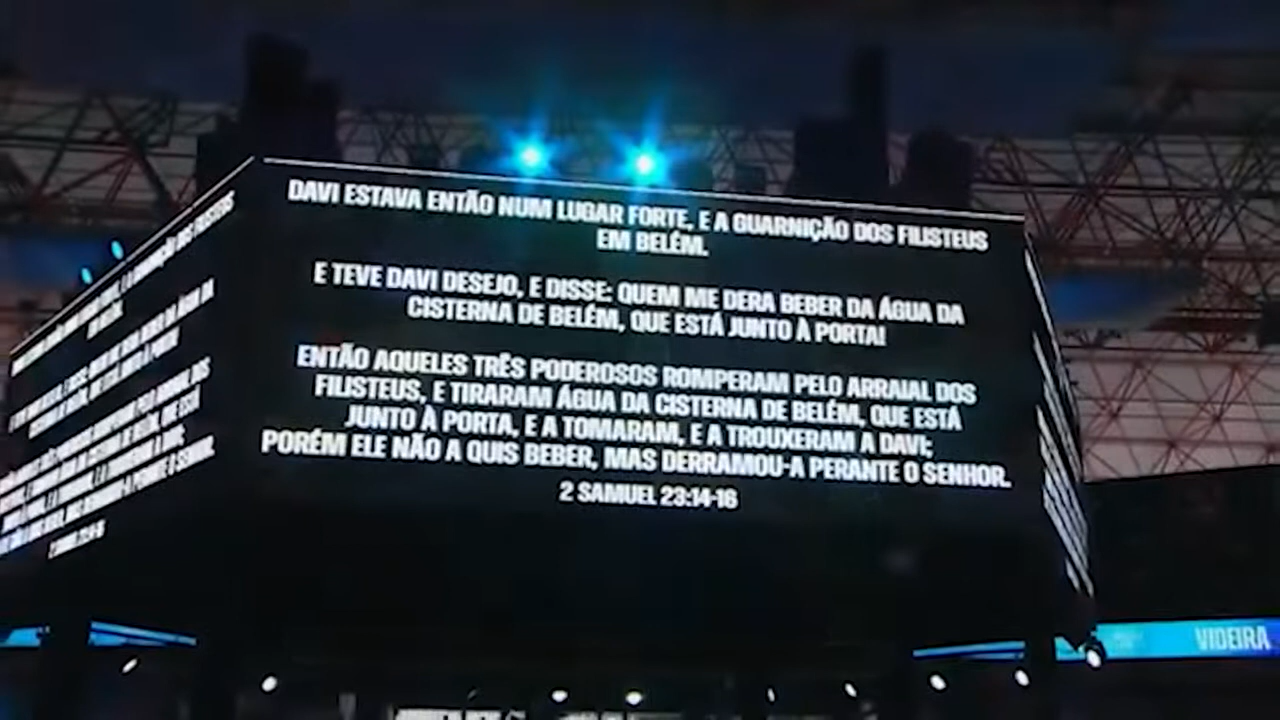 DAVI ESTAVA ENTÃO NUM LUGAR FORTE, E A GUARNIÇÃO DOS FILISTEUS
EM BELÉM.
E TEVE DAVI DESEJO, E DISSE: QUEM ME DERA BEBER DA ÁGUA DA
CISTERNA DE BELÉM, QUE ESTÁ JUNTO À PORTA!
ENTÃO AQUELES TRÊS PODEROSOS ROMPERAM PELO ARRAIAL DOS
FILISTEUS, E TIRARAM ÁGUA DA CISTERNA DE BELÉM, QUE ESTÁ
JUNTO À PORTA, E A TOMARAM, E A TROUXERAM A DAVI;
PORÉM ELE NÃO A QUIS BEBER, MAS DERRAMOU-A PERANTE O SENHOR.
2 SAMUEL 23:14-16
VIDEIRA